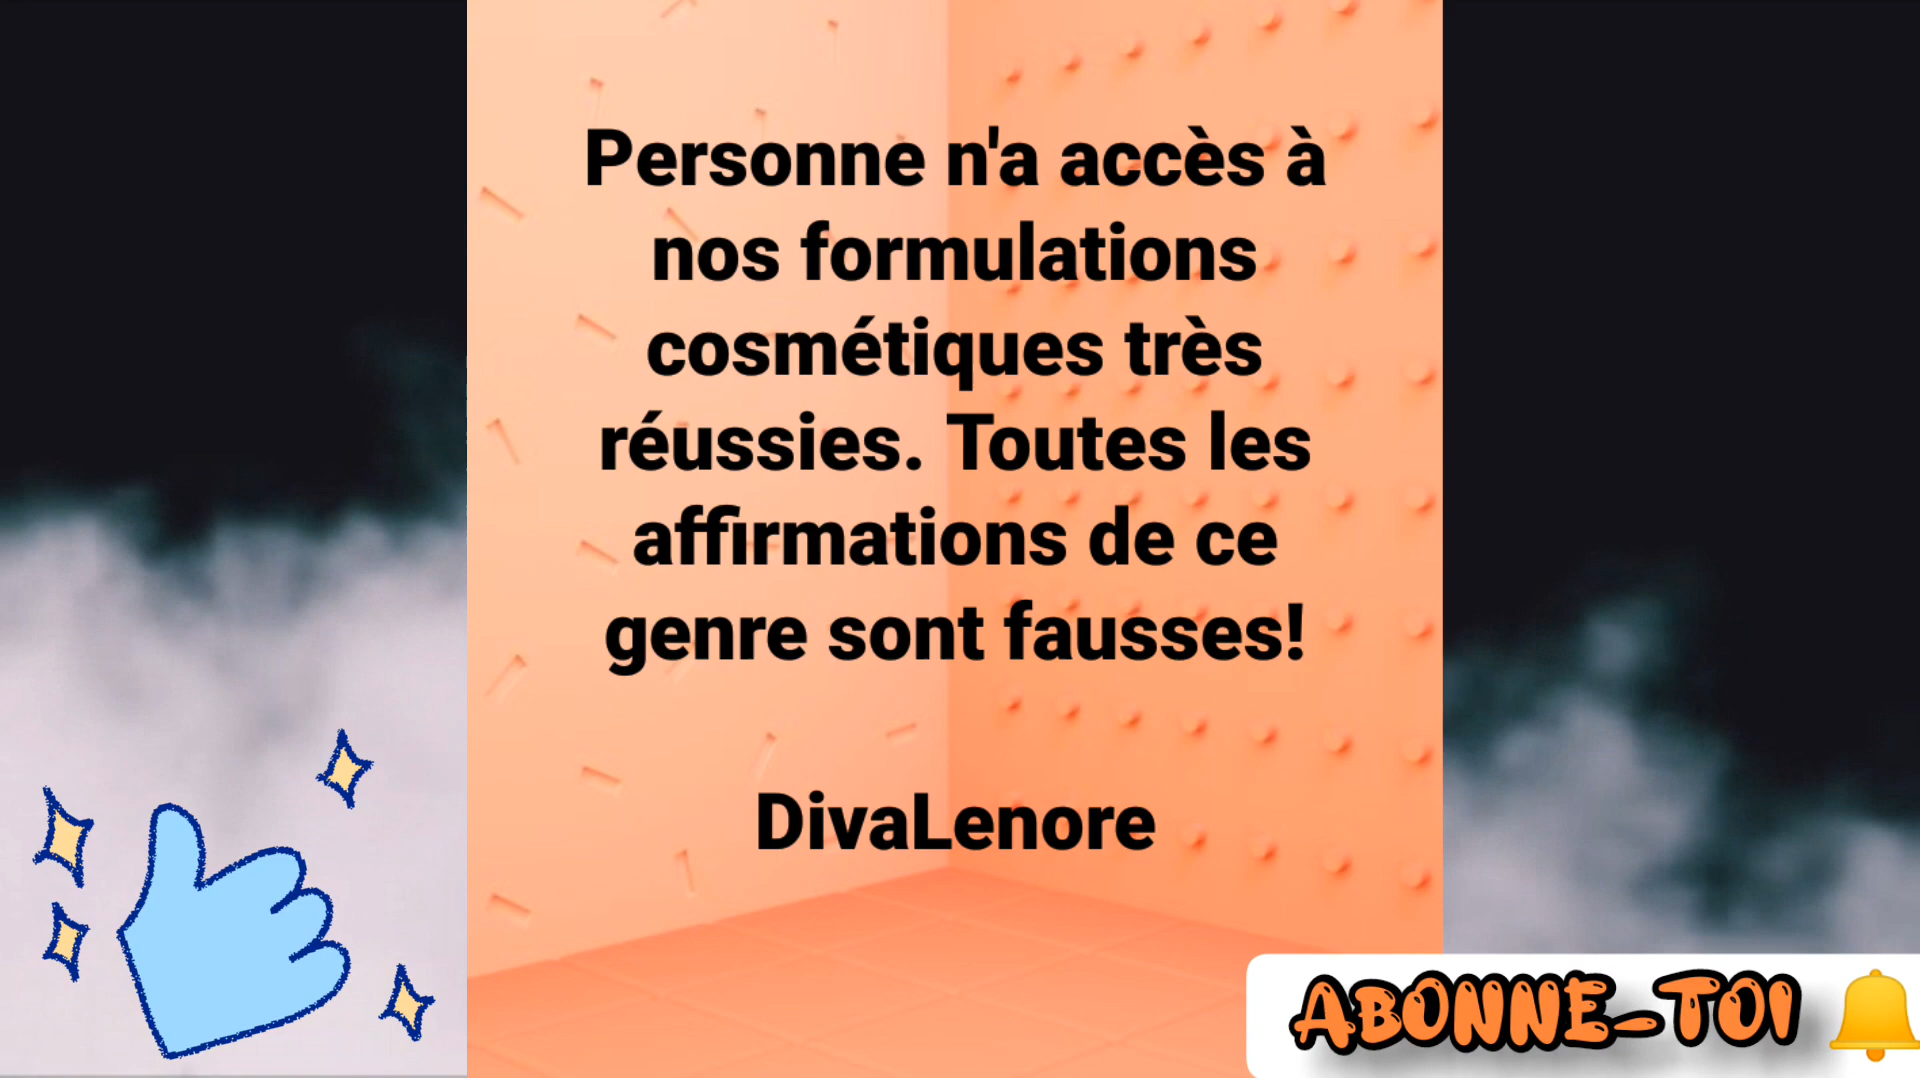 Personne n'a accès à
nos formulations
cosmétiques très
réussies. Toutes les
affirmations de ce
genre sont fausses!
DivaLenore
ABONNE-TOI